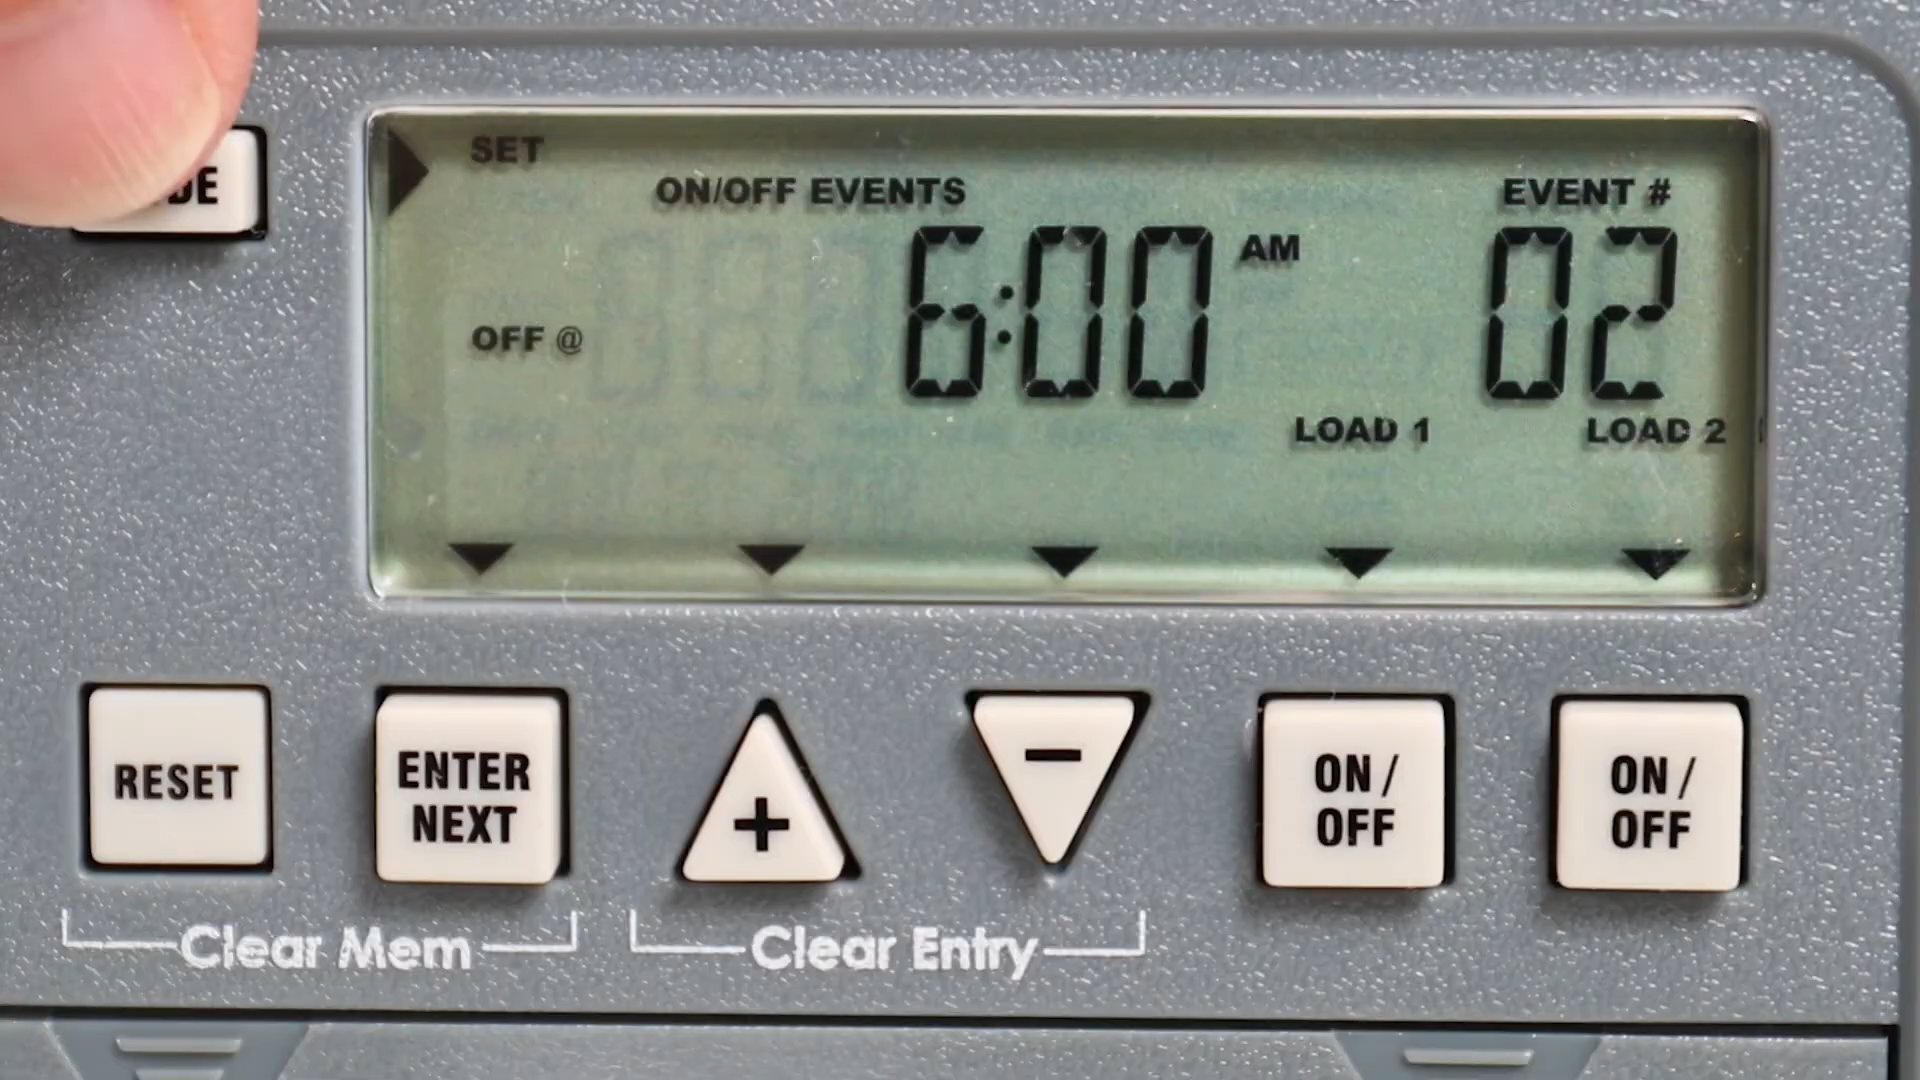 SET
ON/OFF EVENTS
EVENT #
6:00 AM
02
OFF @
LOAD 1
LOAD 2
RESET
ENTER
NEXT
+
−
ON/
OFF
ON/
OFF
Clear Mem
Clear Entry